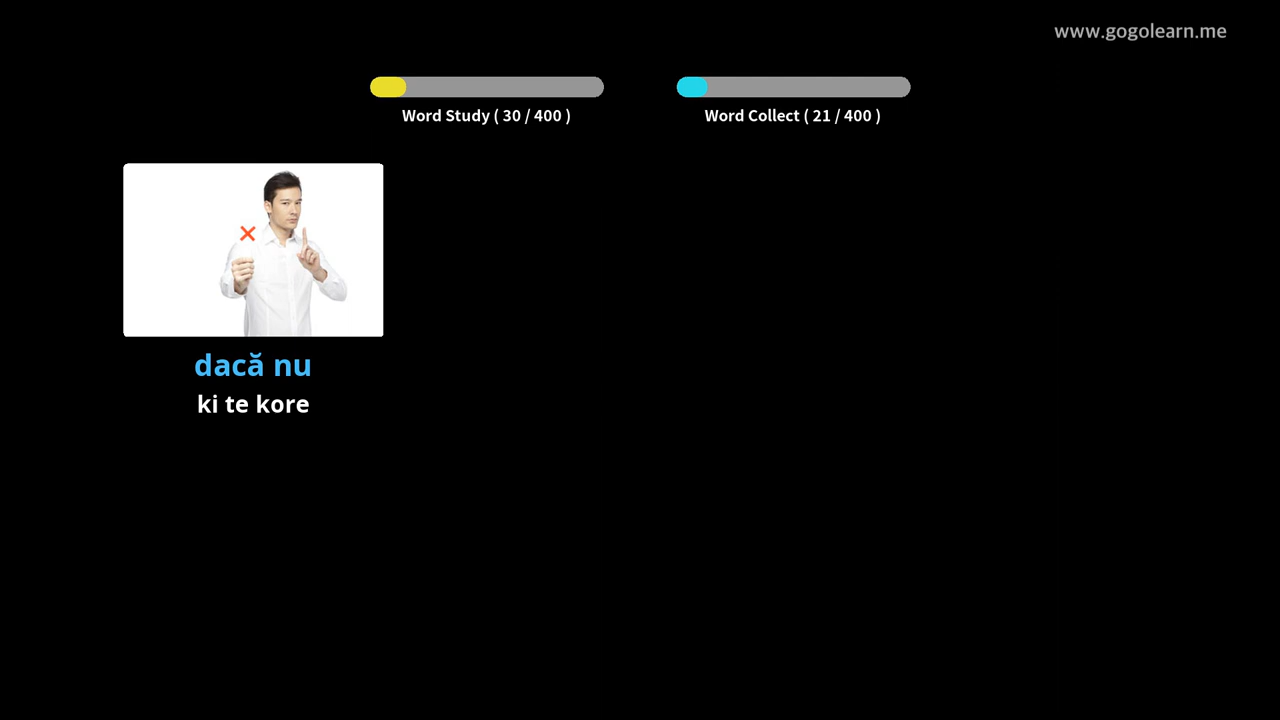 www.gogolearn.me
Word Study ( 30 / 400 )
Word Collect ( 21 / 400 )
dacă nu
ki te kore